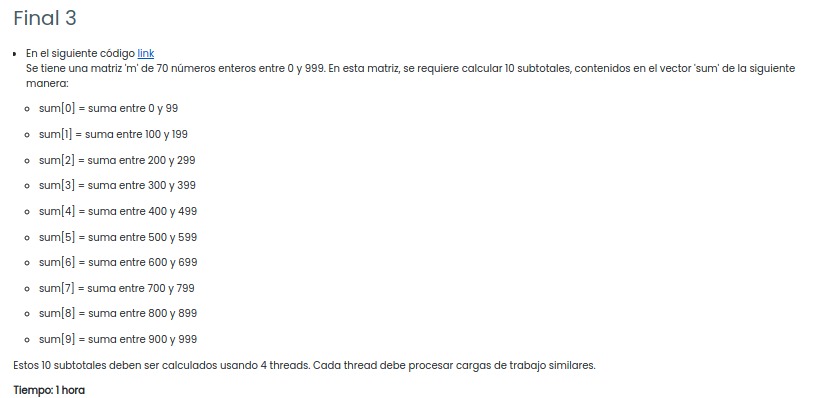 Final 3
En el siguiente código link
Se tiene una matriz 'm' de 70 números enteros entre 0 y 999. En esta matriz, se requiere calcular 10 subtotales, contenidos en el vector 'sum' de la siguiente
manera:
sum[0] = suma entre 0 y 99
sum[1] = suma entre 100 y 199
sum[2] = suma entre 200 y 299
sum[3] = suma entre 300 y 399
sum[4] = suma entre 400 y 499
sum[5] = suma entre 500 y 599
sum[6] = suma entre 600 y 699
sum[7] = suma entre 700 y 799
sum[8] = suma entre 800 y 899
sum[9] = suma entre 900 y 999
Estos 10 subtotales deben ser calculados usando 4 threads. Cada thread debe procesar cargas de trabajo similares.
Tiempo: 1 hora